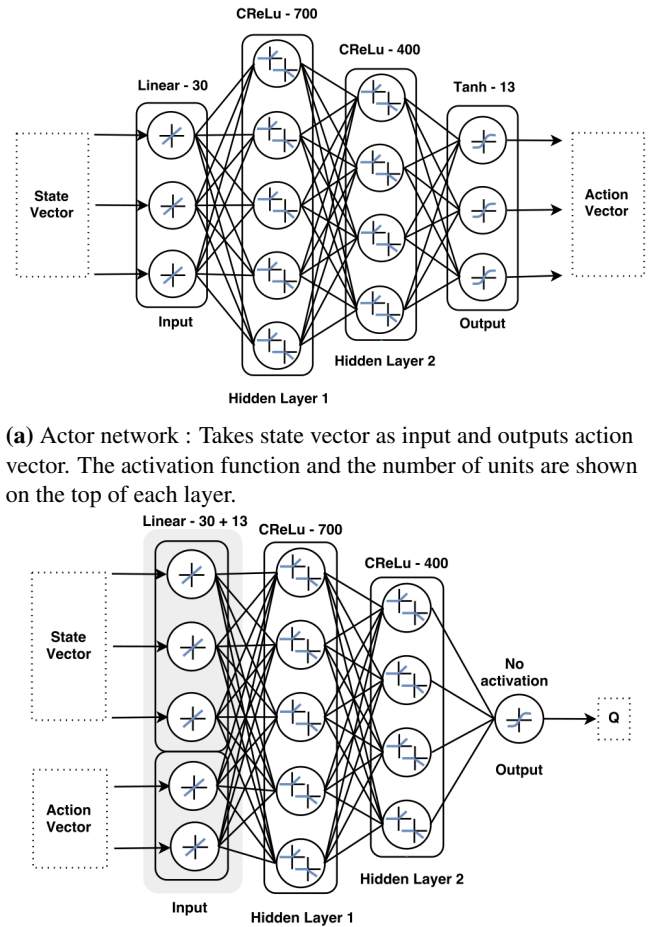 CReLu - 700
CReLu - 400
Linear - 30
Tanh - 13
State
Vector
Action
Vector
Input
Output
Hidden Layer 2
Hidden Layer 1
(a) Actor network : Takes state vector as input and outputs action
vector. The activation function and the number of units are shown
on the top of each layer.
Linear - 30 + 13
CReLu - 700
CReLu - 400
State
Vector
No
activation
Q
Output
Action
Vector
Hidden Layer 2
Input
Hidden Layer 1